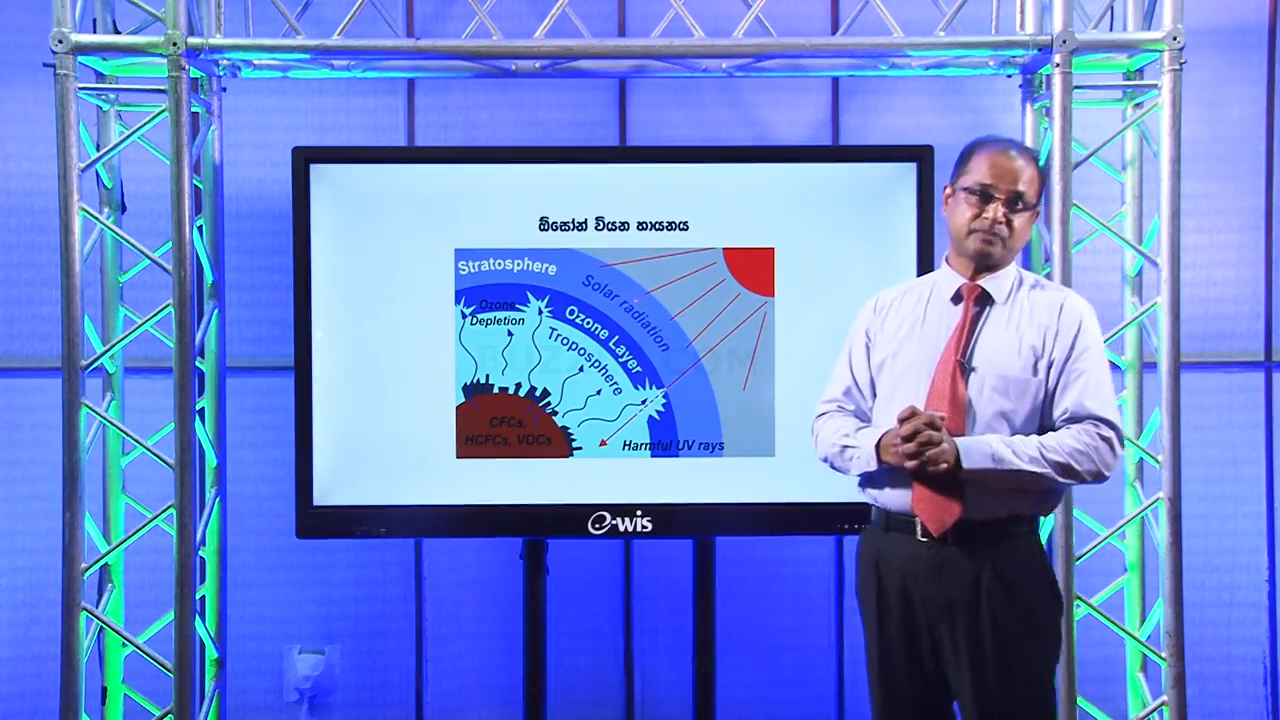 ඕසෝන් වියන හායනය
Stratosphere
Solar radiation
Ozone
Depletion
Ozone Layer
Troposphere
CFCs,
HCFCs, VOCs
Harmful UV rays
e-wis